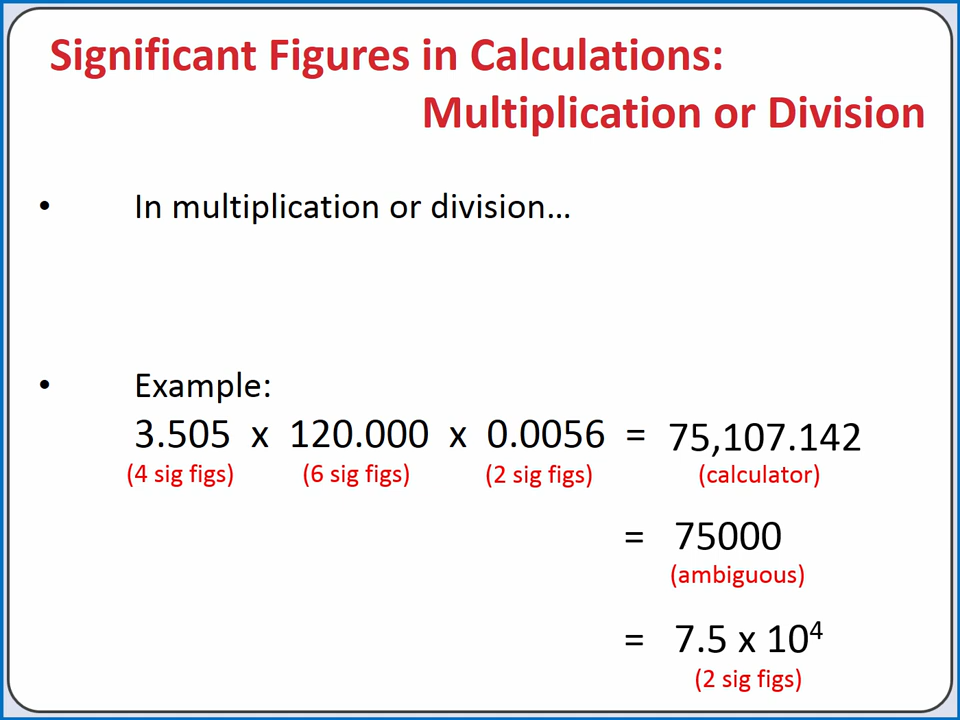 Significant Figures in Calculations:
Multiplication or Division
• In multiplication or division…
• Example:
3.505 x 120.000 x 0.0056 = 75,107.142
(4 sig figs) (6 sig figs) (2 sig figs) (calculator)
= 75000
(ambiguous)
= 7.5 x 10⁴
(2 sig figs)